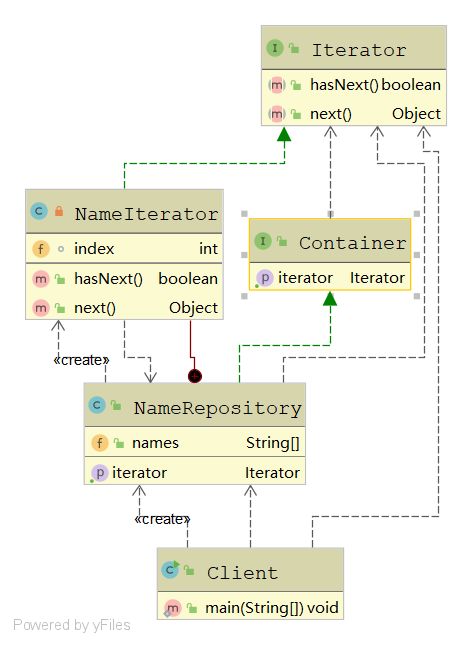 Iterator
hasNext() boolean
next() Object
NameIterator
index int
hasNext() boolean
next() Object
Container
iterator Iterator
«create»
NameRepository
names String[]
iterator Iterator
«create»
Client
main(String[]) void
Powered by yFiles